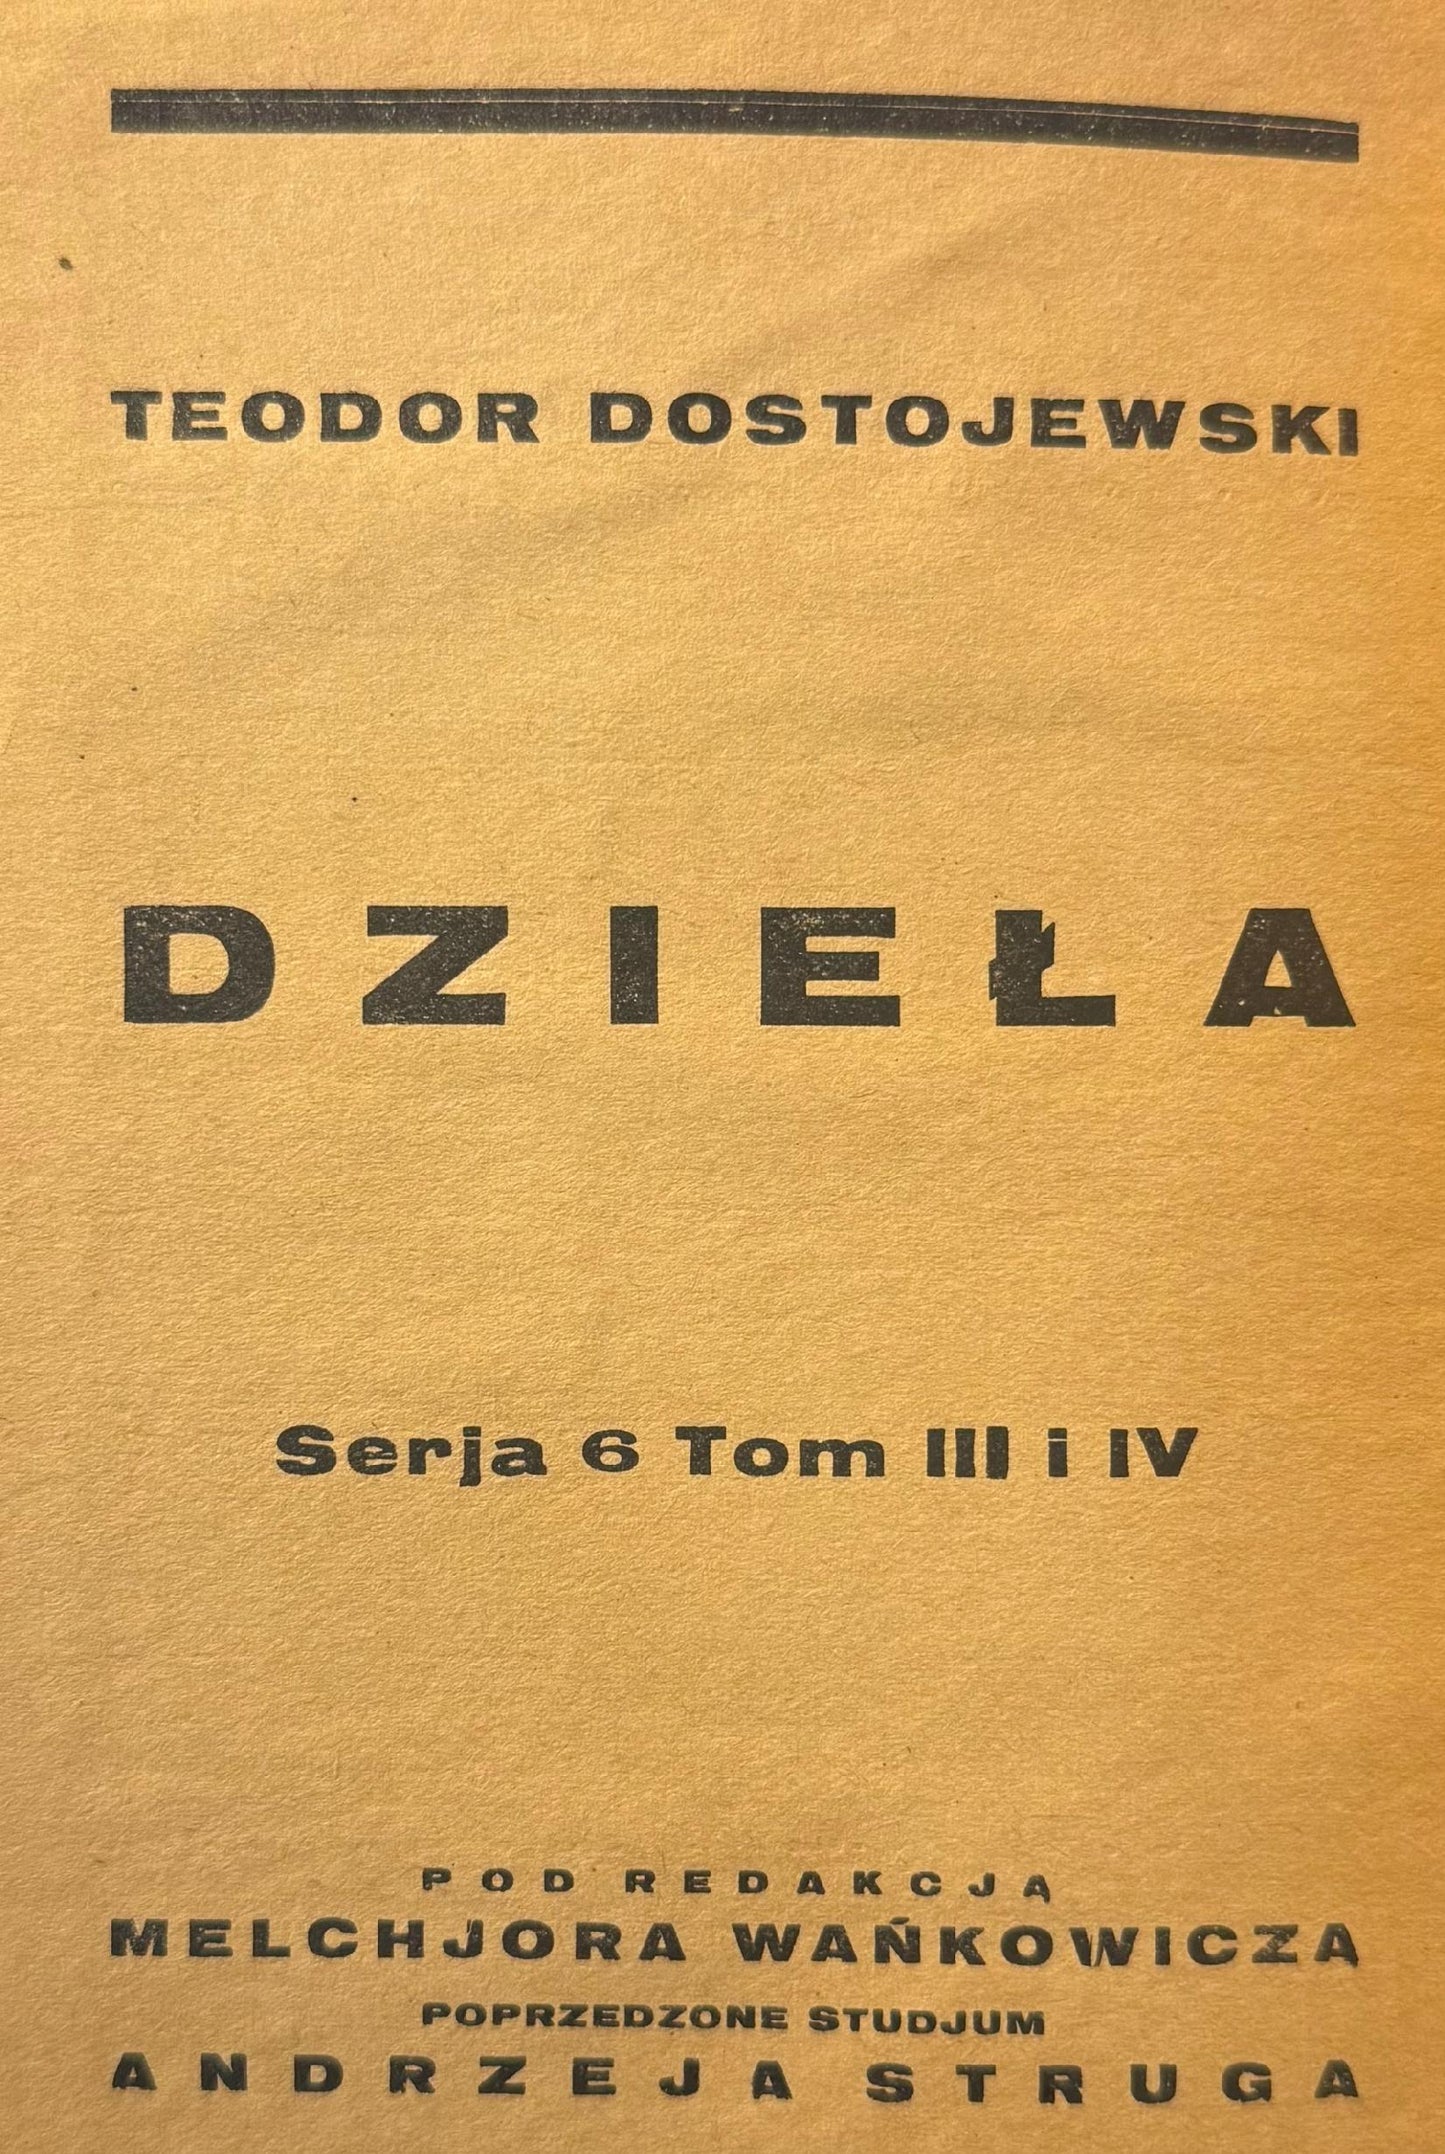 TEODOR DOSTOJEWSKI
DZIEŁA
Serja 6 Tom III i IV
POD REDAKCJĄ
MELCHJORA WAŃKOWICZA
POPRZEDZONE STUDJUM
ANDRZEJA STRUGA